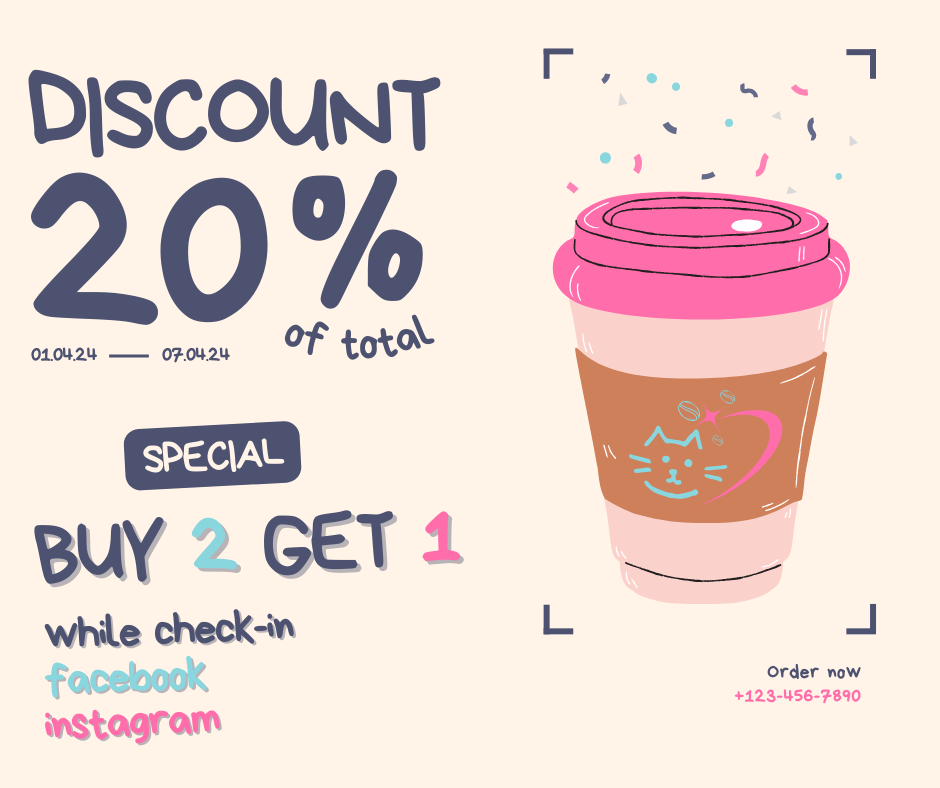 DISCOUNT
20%
of total
01.04.24 — 07.04.24
SPECIAL
BUY 2 GET 1
while check-in
facebook
instagram
Order now
+123-456-7890